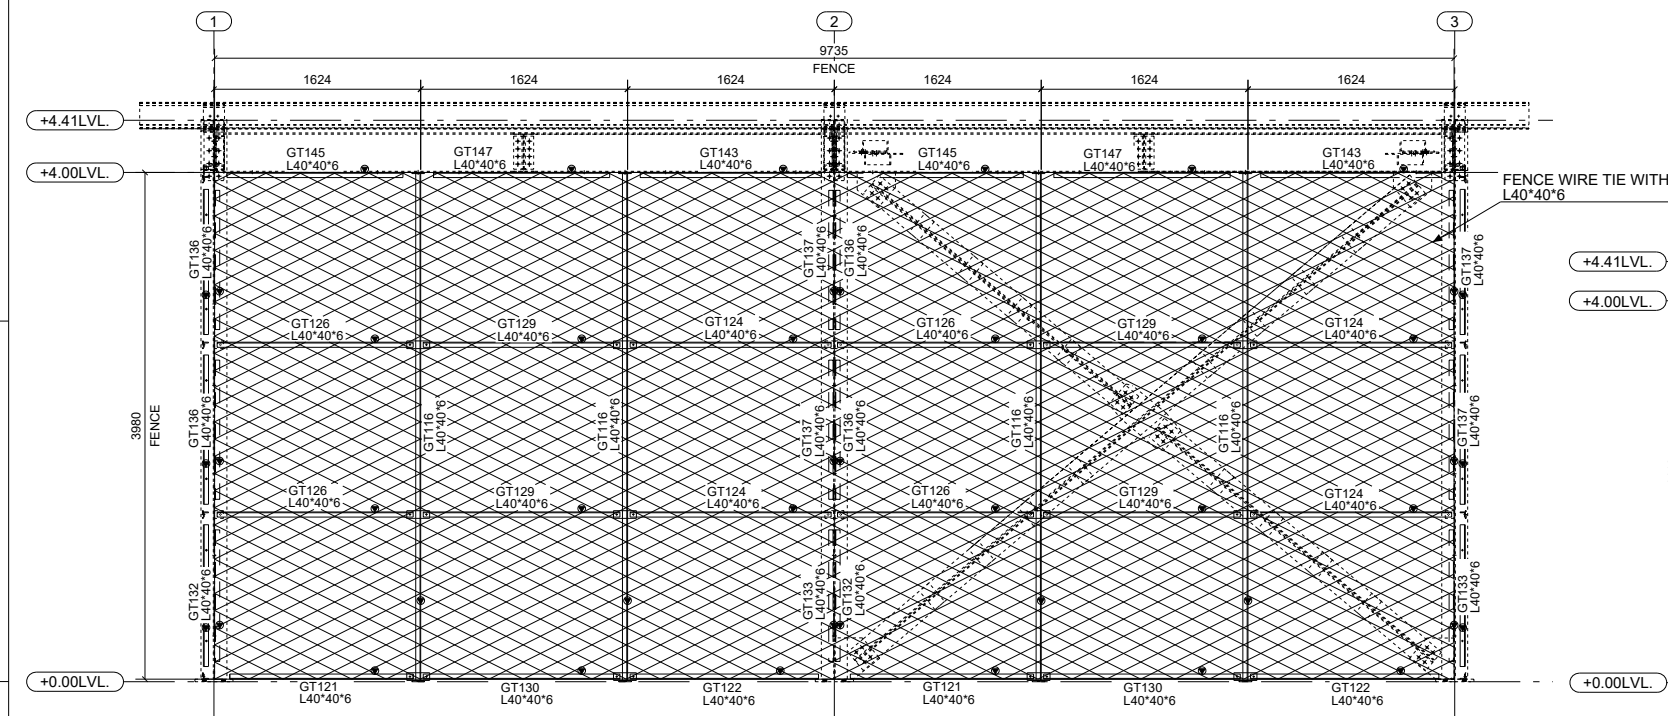 1
2
3
9735
FENCE
1624
1624
1624
1624
1624
1624
+4.41LVL.
GT145
L40*40*6
GT147
L40*40*6
GT143
L40*40*6
GT145
L40*40*6
GT147
L40*40*6
GT143
L40*40*6
+4.00LVL.
FENCE WIRE TIE WITH
L40*40*6
GT136
L40*40*6
GT137
L40*40*6
GT136
L40*40*6
GT137
L40*40*6
+4.41LVL.
+4.00LVL.
GT126
L40*40*6
GT129
L40*40*6
GT124
L40*40*6
GT126
L40*40*6
GT129
L40*40*6
GT124
L40*40*6
3980
FENCE
GT136
L40*40*6
GT116
L40*40*6
GT116
L40*40*6
GT137
L40*40*6
GT136
L40*40*6
GT116
L40*40*6
GT116
L40*40*6
GT137
L40*40*6
GT126
L40*40*6
GT129
L40*40*6
GT124
L40*40*6
GT126
L40*40*6
GT129
L40*40*6
GT124
L40*40*6
GT132
L40*40*6
GT133
L40*40*6
GT132
L40*40*6
GT133
L40*40*6
+0.00LVL.
+0.00LVL.
GT121
L40*40*6
GT130
L40*40*6
GT122
L40*40*6
GT121
L40*40*6
GT130
L40*40*6
GT122
L40*40*6